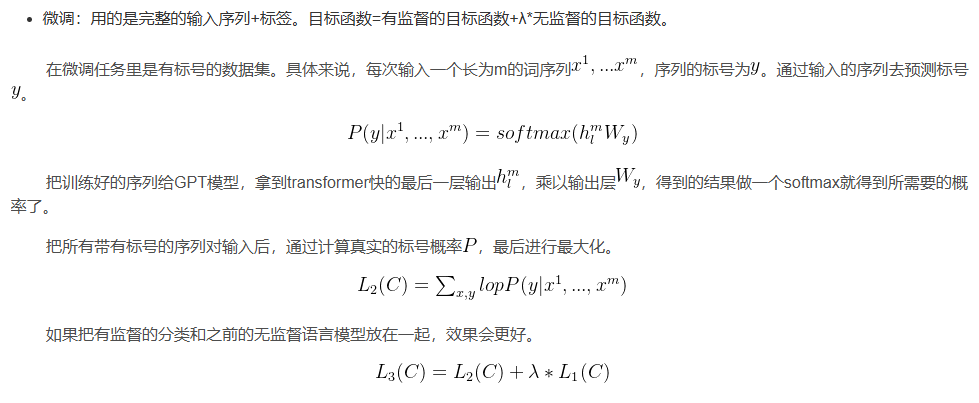 微调：用的是完整的输入序列+标签。目标函数=有监督的目标函数+λ*无监督的目标函数。
在微调任务里是有标号的数据集。具体来说，每次输入一个长为m的词序列x^1, ...x^m，序列的标号为y。通过输入的序列去预测标号
y。
P(y|x^1, ..., x^m) = softmax(h_l^m W_y)
把训练好的序列给GPT模型，拿到transformer快的最后一层输出h_l^m，乘以输出层W_y，得到的结果做一个softmax就得到所需要的概
率了。
把所有带有标号的序列对输入后，通过计算真实的标号概率P，最后进行最大化。
L_2(C) = ∑_{x,y} lopP(y|x^1, ..., x^m)
如果把有监督的分类和之前的无监督语言模型放在一起，效果会更好。
L_3(C) = L_2(C) + λ * L_1(C)